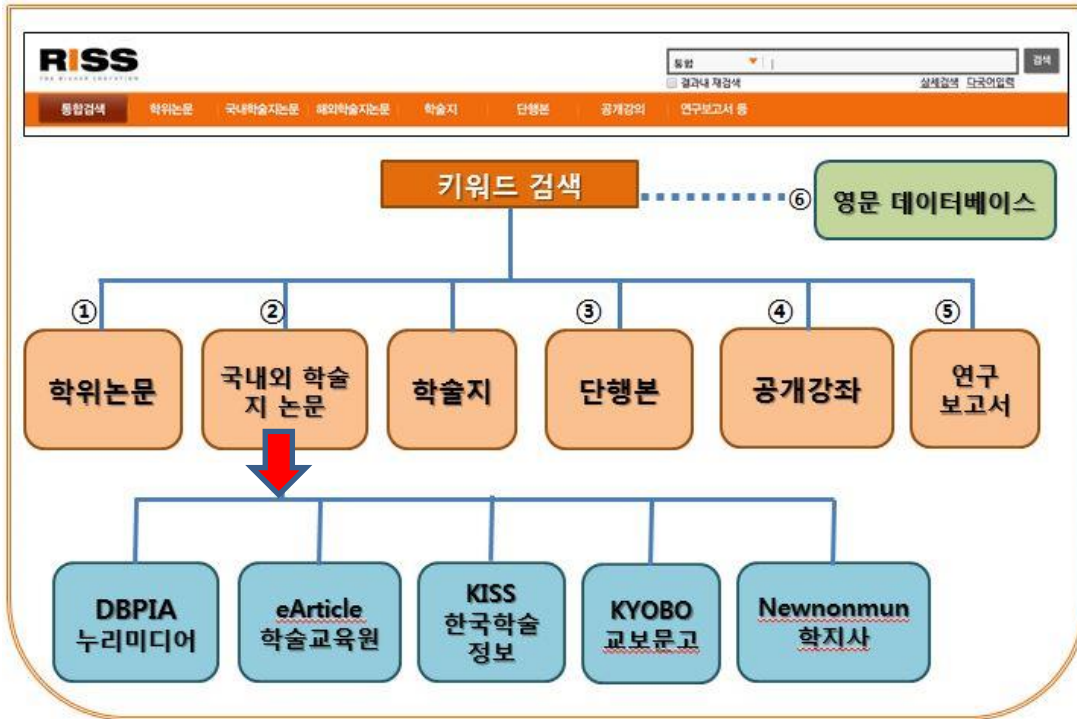 RISS
통합
검색
결과내 재검색
상세검색 다국어입력
통합검색 학위논문 국내학술지논문 해외학술지논문 학술지 단행본 공개강의 연구보고서 등
키워드 검색
⑥ 영문 데이터베이스
① 학위논문
② 국내외 학술
지 논문
학술지
③ 단행본
④ 공개강좌
⑤ 연구
보고서
DBPIA
누리미디어
eArticle
학술교육원
KISS
한국학술
정보
KYOBO
교보문고
Newnonmun
학지사